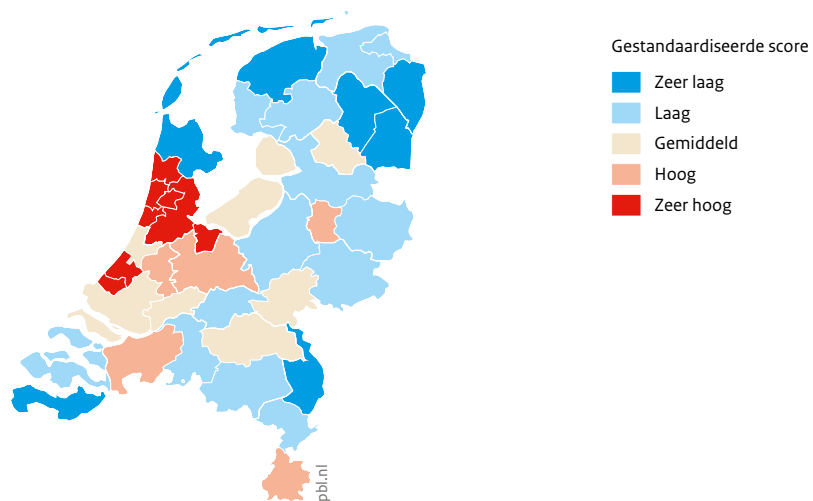 Gestandaardiseerde score
Zeer laag
Laag
Gemiddeld
Hoog
Zeer hoog
pbl.nl